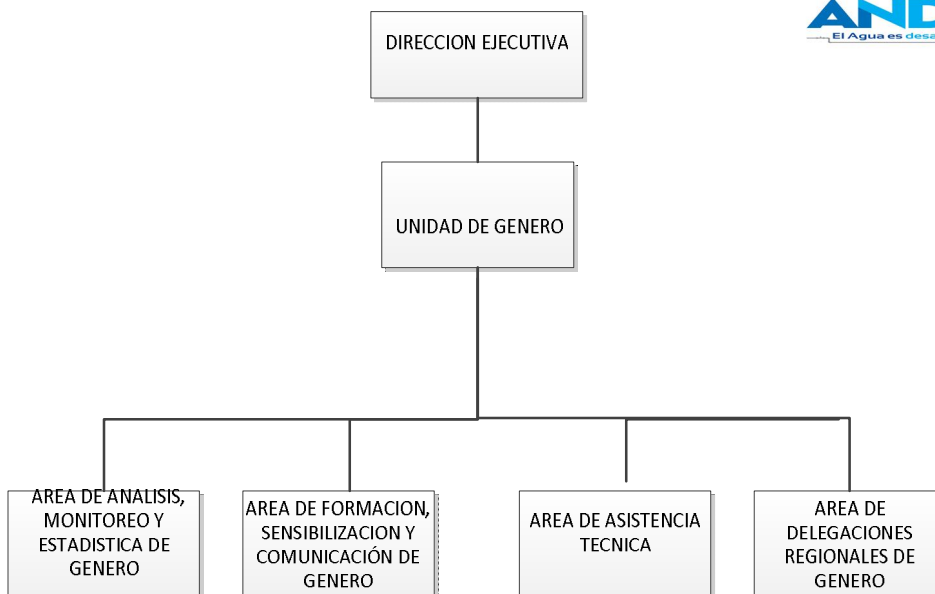 El Agua es
DIRECCION EJECUTIVA
UNIDAD DE GENERO
AREA DE ANALISIS,
MONITOREO Y
ESTADISTICA DE
GENERO
AREA DE FORMACION,
SENSIBILIZACION Y
COMUNICACIÓN DE
GENERO
AREA DE ASISTENCIA
TECNICA
AREA DE
DELEGACIONES
REGIONALES DE
GENERO